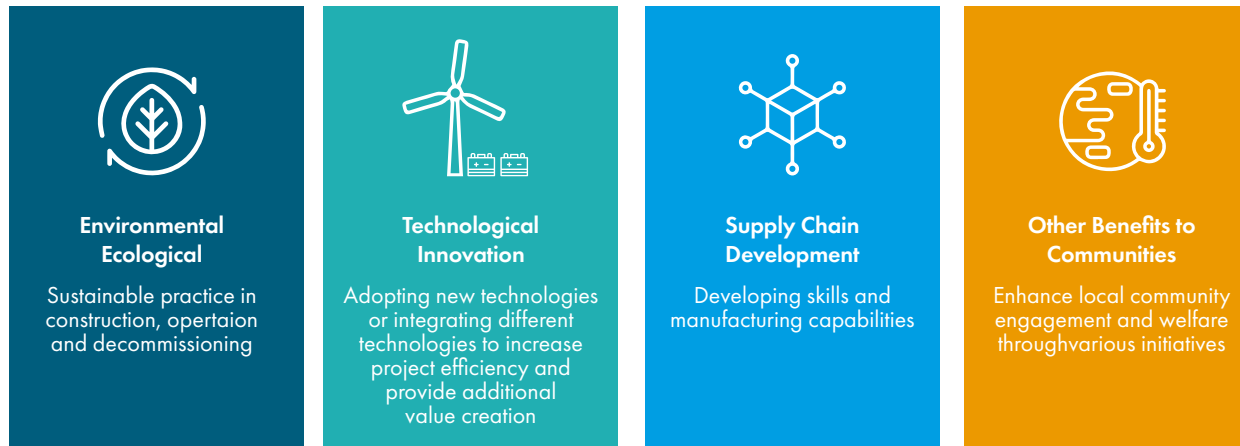 Environmental
Ecological
Sustainable practice in
construction, opertaion
and decommissioning
Technological
Innovation
Adopting new technologies
or integrating different
technologies to increase
project efficiency and
provide additional
value creation
Supply Chain
Development
Developing skills and
manufacturing capabilities
Other Benefits to
Communities
Enhance local community
engagement and welfare
throughvarious initiatives